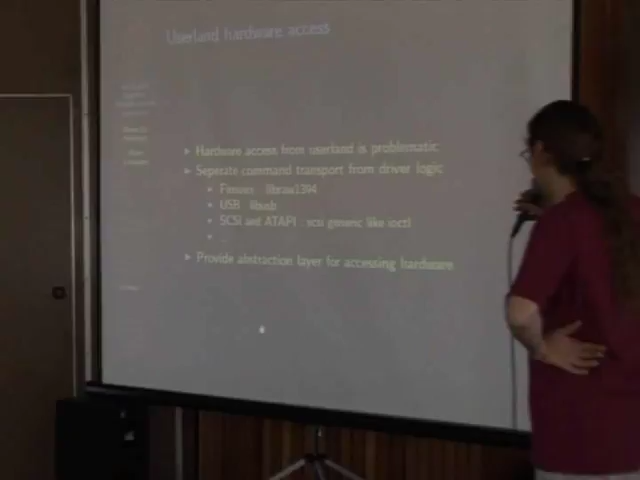 Userland hardware access
Hardware access from userland is problematic
Seperate command transport from driver logic
Firewire libraw1394
USB libusb
SCSI and ATAPI scsi generic like ioctl
Provide abstraction layer for accessing hardware